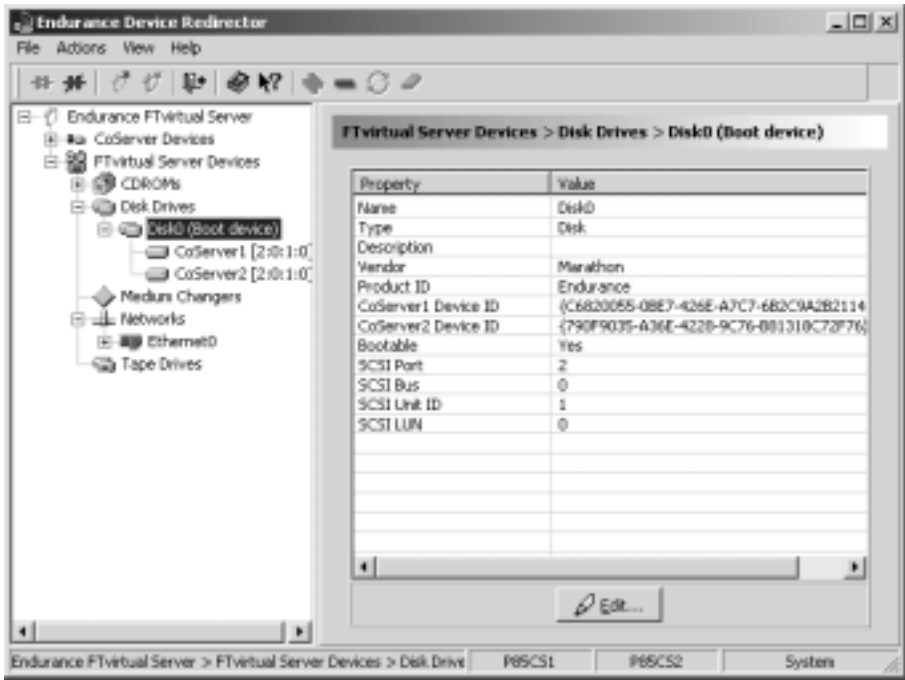 Endurance Device Redirector
File Actions View Help
Endurance FTvirtual Server
CoServer Devices
FTvirtual Server Devices
CDROMs
Disk Drives
Disk0 (Boot device)
CoServer1 [2:0:1:0]
CoServer2 [2:0:1:0]
Medium Changers
Networks
Ethernet0
Tape Drives
FTvirtual Server Devices > Disk Drives > Disk0 (Boot device)
Property Value
Name Disk0
Type Disk
Description
Vendor Marathon
Product ID Endurance
CoServer1 Device ID {C6820055-0BE7-426E-A7C7-6B2C9A2B2114
CoServer2 Device ID {790F9035-A36E-4228-9C76-B81318C72F76}
Bootable Yes
SCSI Port 2
SCSI Bus 0
SCSI Unit ID 1
SCSI LUN 0
Edit...
Endurance FTvirtual Server > FTvirtual Server Devices > Disk Drive P85CS1 P85CS2 System